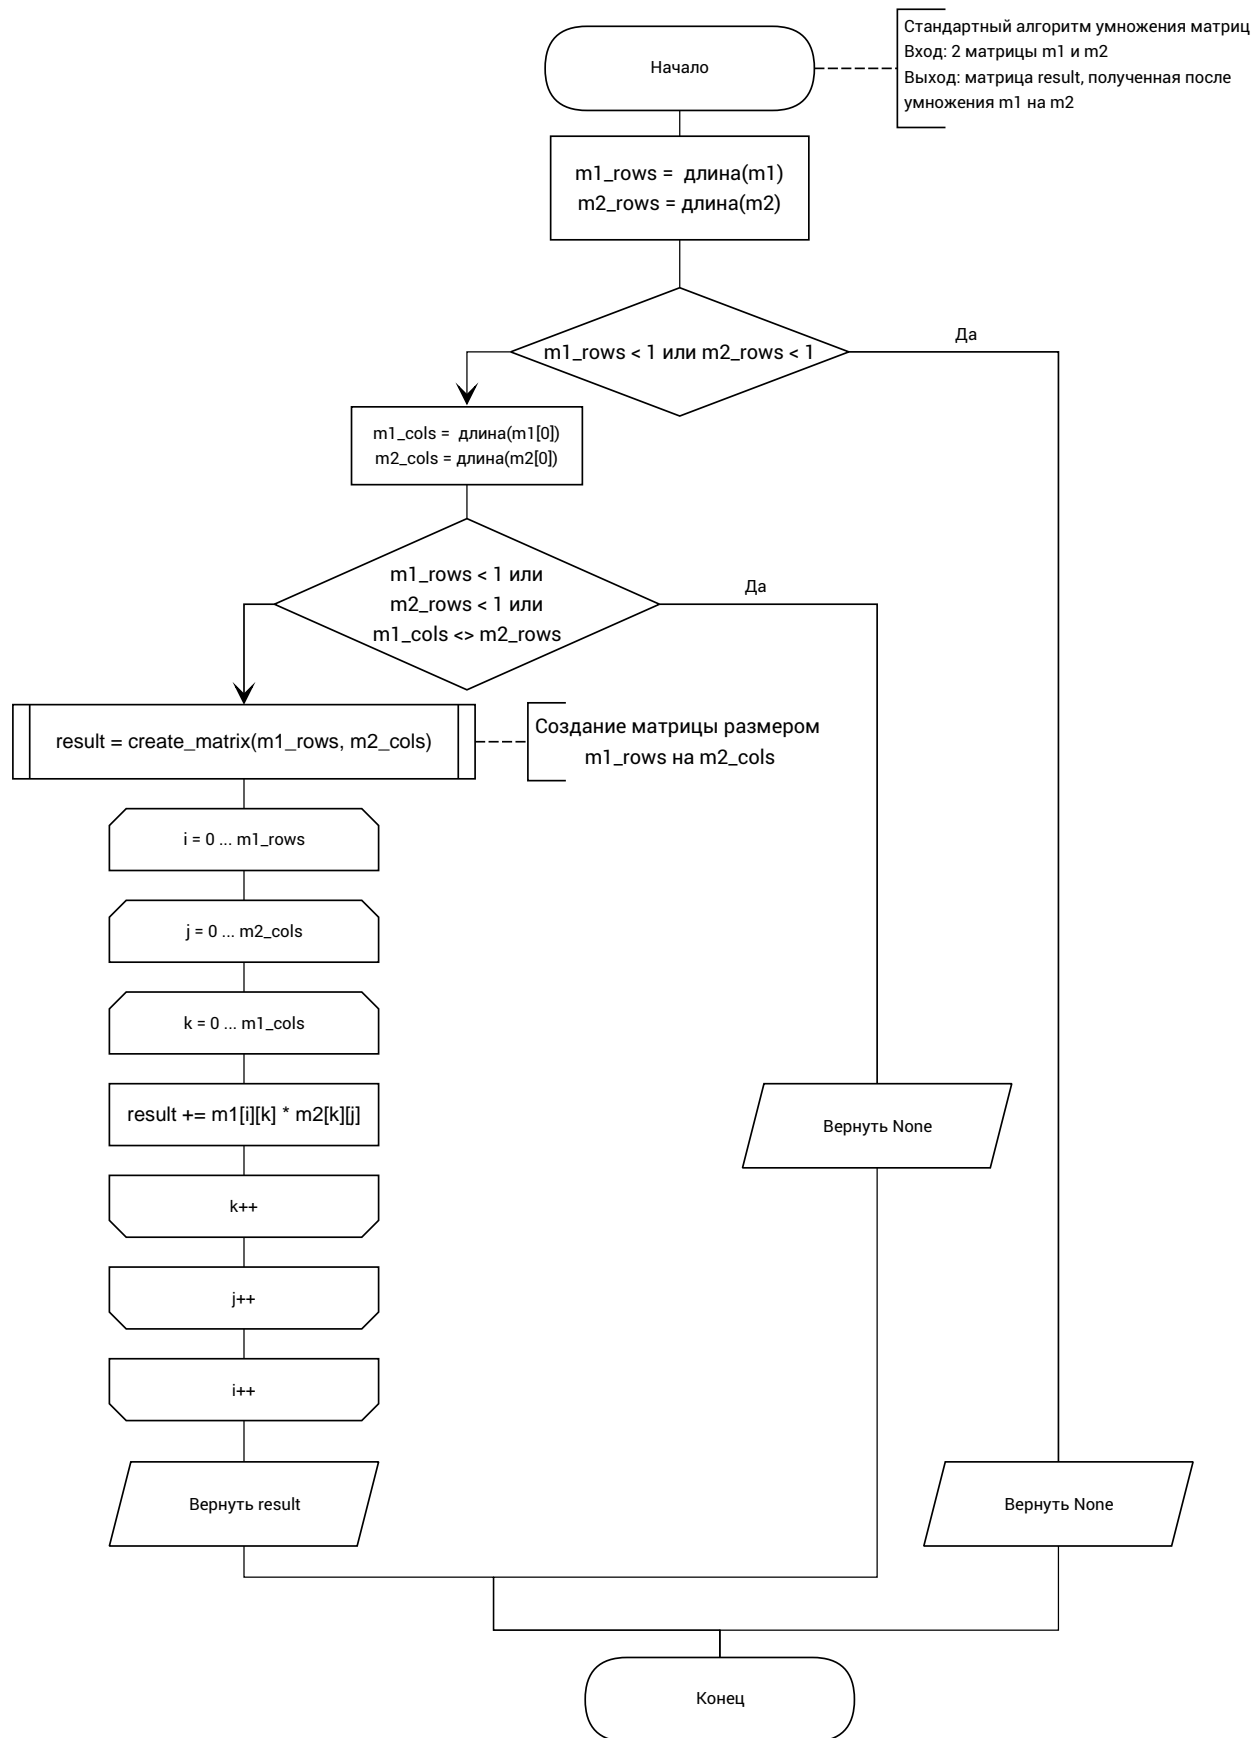 Начало
Стандартный алгоритм умножения матриц
Вход: 2 матрицы m1 и m2
Выход: матрица result, полученная после
умножения m1 на m2
m1_rows = длина(m1)
m2_rows = длина(m2)
m1_rows < 1 или m2_rows < 1
Да
m1_cols = длина(m1[0])
m2_cols = длина(m2[0])
m1_rows < 1 или
m2_rows < 1 или
m1_cols <> m2_rows
Да
result = create_matrix(m1_rows, m2_cols)
Создание матрицы размером
m1_rows на m2_cols
i = 0 ... m1_rows
j = 0 ... m2_cols
k = 0 ... m1_cols
result += m1[i][k] * m2[k][j]
Вернуть None
k++
j++
i++
Вернуть result
Вернуть None
Конец